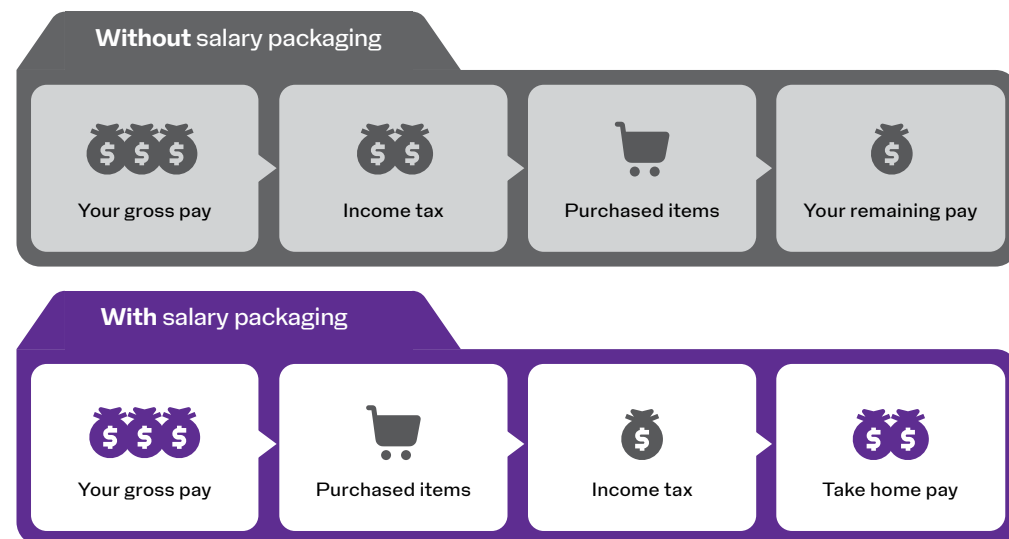 Without salary packaging
$ $ $
$ $
$
Your gross pay
Income tax
Purchased items
Your remaining pay
With salary packaging
$ $ $
$
$ $
Your gross pay
Purchased items
Income tax
Take home pay